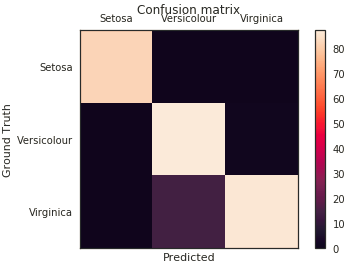 Confusion matrix
Setosa Versicolour Virginica
Setosa
Versicolour
Virginica
Ground Truth
Predicted
80
70
60
50
40
30
20
10
0